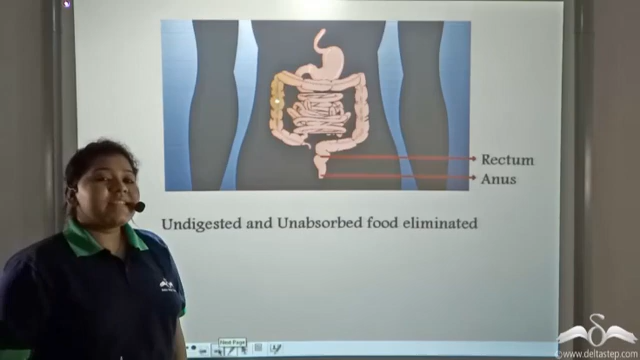 Rectum
Anus
Undigested and Unabsorbed food eliminated
Next Page
©www.deltastep.com